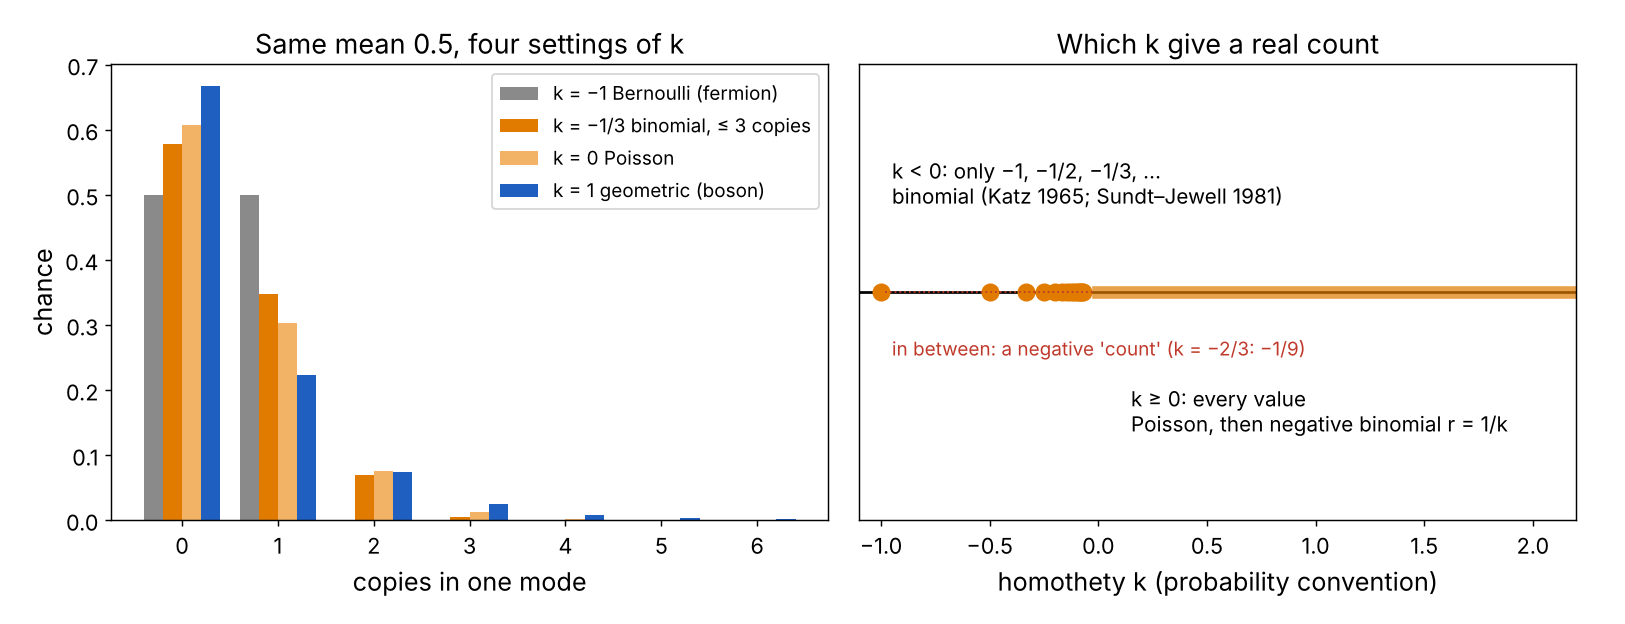 Same mean 0.5, four settings of k
0.7
0.6
0.5
0.4
0.3
0.2
0.1
0.0
chance
k = −1 Bernoulli (fermion)
k = −1/3 binomial, ≤ 3 copies
k = 0 Poisson
k = 1 geometric (boson)
0 1 2 3 4 5 6
copies in one mode
Which k give a real count
k < 0: only −1, −1/2, −1/3, ...
binomial (Katz 1965; Sundt–Jewell 1981)
in between: a negative 'count' (k = −2/3: −1/9)
k ≥ 0: every value
Poisson, then negative binomial r = 1/k
−1.0 −0.5 0.0 0.5 1.0 1.5 2.0
homothety k (probability convention)